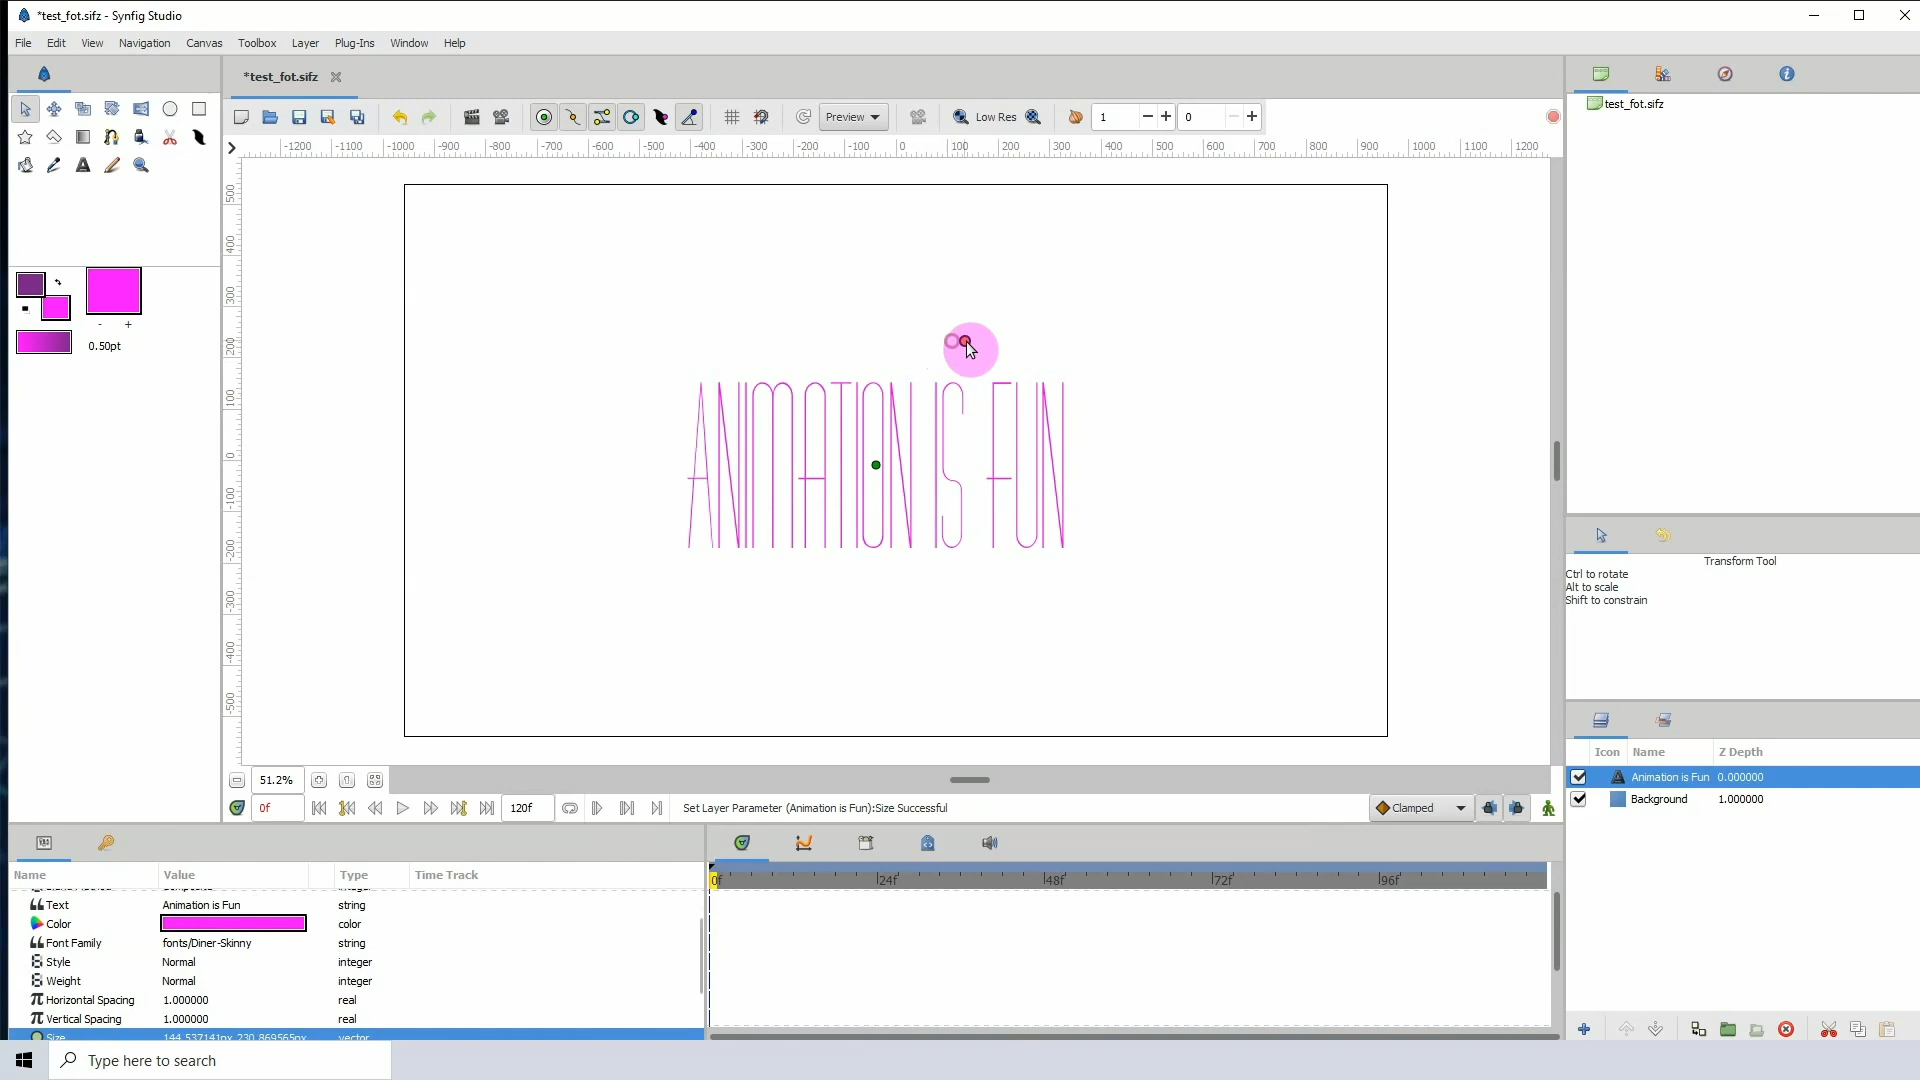 *test_fot.sifz - Synfig Studio
File Edit View Navigation Canvas Toolbox Layer Plug-Ins Window Help
*test_fot.sifz
Preview Low Res 1 0
test_fot.sifz
-1200 -1100 -1000 -900 -800 -700 -600 -500 -400 -300 -200 -100 0 100 200 300 400 500 600 700 800 900 1000 1100 1200
500
400
300
200
100
0
-100
-200
-300
-400
-500
- +
0.50pt
ANIMATION IS FUN
Transform Tool
Ctrl to rotate
Alt to scale
Shift to constrain
Icon Name Z Depth
Animation is Fun 0.000000
Background 1.000000
51.2%
0f 120f Set Layer Parameter (Animation is Fun):Size Successful Clamped
Name Value Type Time Track
0f 24f 48f 72f 96f
Text Animation is Fun string
Color color
Font Family fonts/Diner-Skinny string
Style Normal integer
Weight Normal integer
Horizontal Spacing 1.000000 real
Vertical Spacing 1.000000 real
Size 144.537141px,230.869565px vector
Type here to search